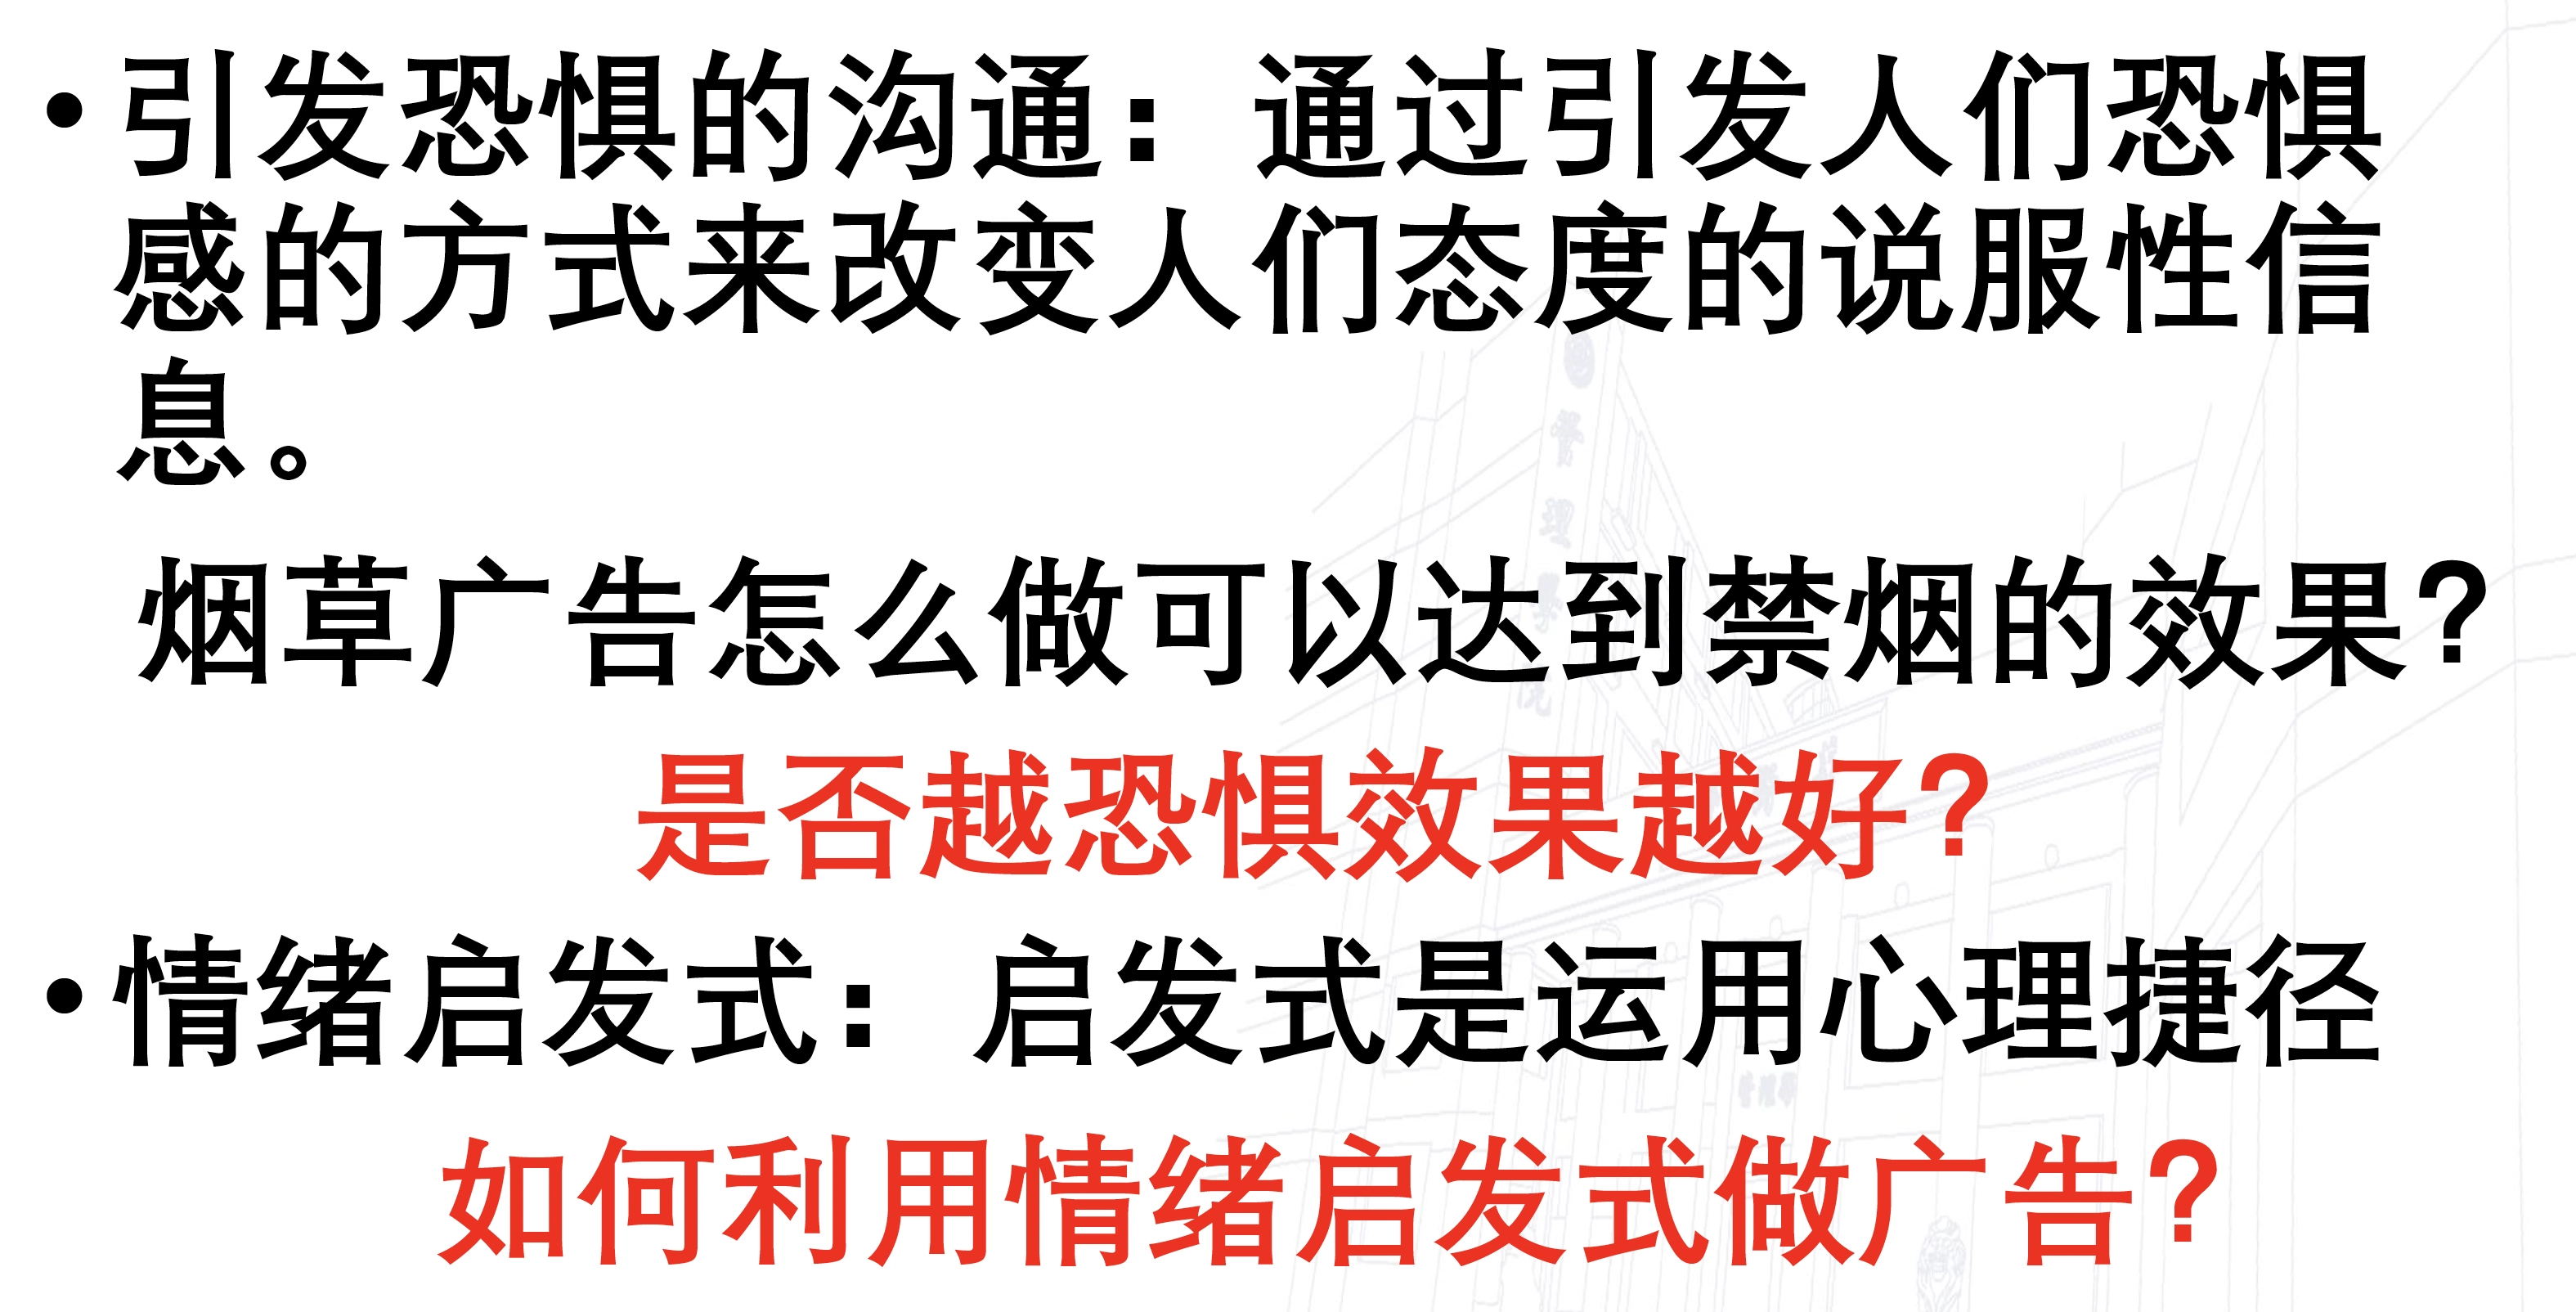 •引发恐惧的沟通：通过引发人们恐惧
感的方式来改变人们态度的说服性信
息。
烟草广告怎么做可以达到禁烟的效果？
是否越恐惧效果越好？
•情绪启发式：启发式是运用心理捷径
如何利用情绪启发式做广告？
管理學院